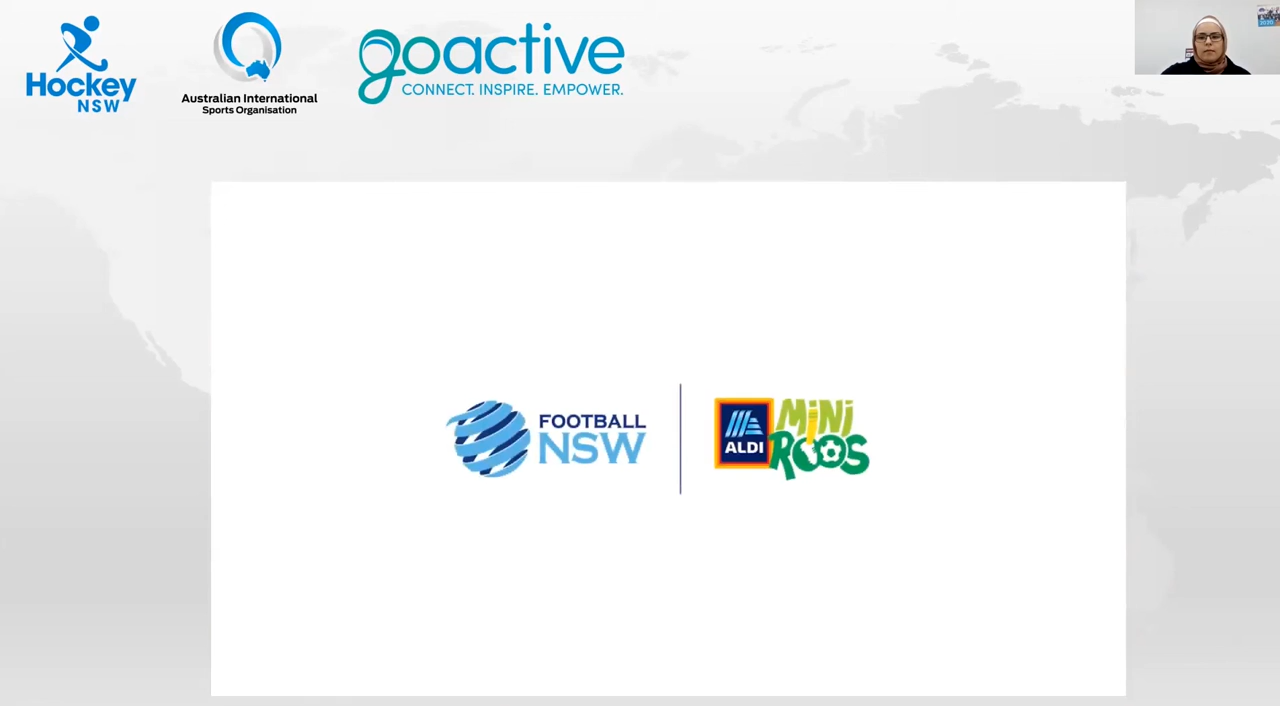 Hockey
NSW
Australian International
Sports Organisation
goactive
CONNECT. INSPIRE. EMPOWER.
FOOTBALL
NSW
ALDI
MiNi
ROOS